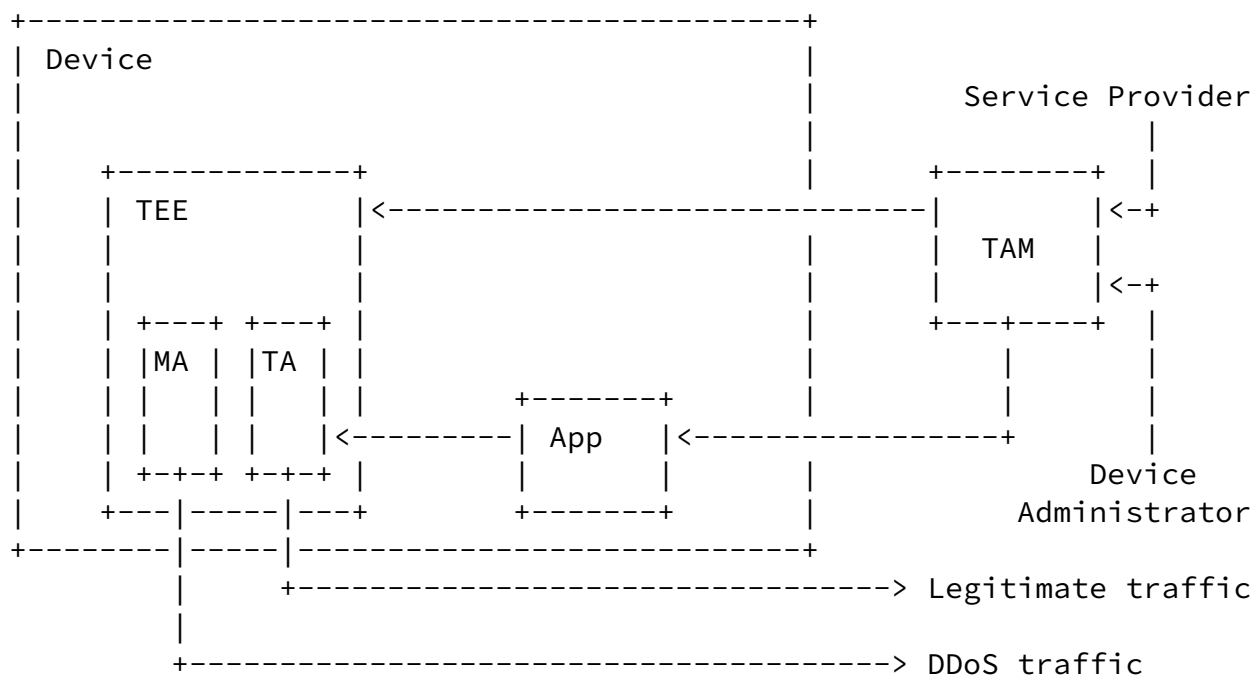 Device
Service Provider
TEE
TAM
MA TA
App
Device
Administrator
Legitimate traffic
DDoS traffic